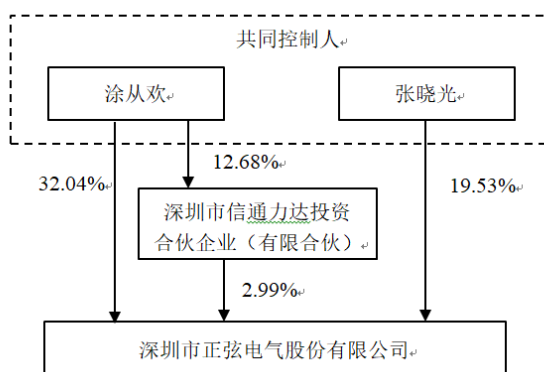 共同控制人
涂从欢
张晓光
12.68%
32.04%
19.53%
深圳市信通力达投资
合伙企业（有限合伙）
2.99%
深圳市正弦电气股份有限公司